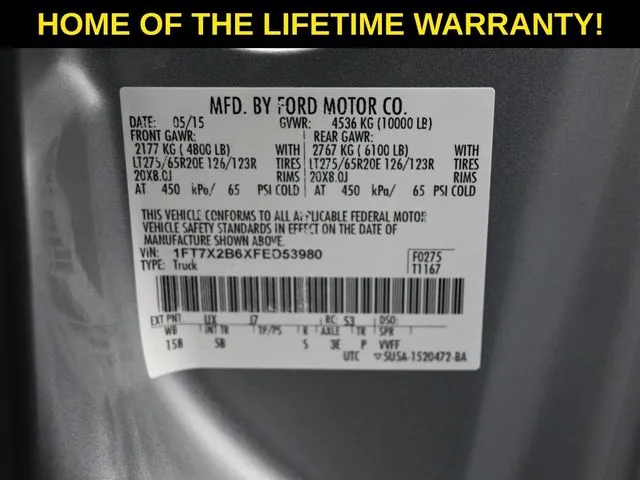 HOME OF THE LIFETIME WARRANTY!
MFD. BY FORD MOTOR CO.
DATE: 05/15 GVWR: 4536 KG (10000 LB)
FRONT GAWR: REAR GAWR:
2177 KG ( 4800 LB) WITH 2767 KG ( 6100 LB) WITH
LT275/65R20E 126/123R TIRES LT275/65R20E 126/123R TIRES
20X8.0J RIMS 20X8.0J RIMS
AT 450 kPa/ 65 PSI COLD AT 450 kPa/ 65 PSI COLD
THIS VEHICLE CONFORMS TO ALL APPLICABLE FEDERAL MOTOR
VEHICLE SAFETY STANDARDS IN EFFECT ON THE DATE OF
MANUFACTURE SHOWN ABOVE.
VIN: 1FT7X2B6XFED53980 F0275
TYPE: Truck T1167
EXT PNT: UX J7 RC: 53 DSO:
WB INT TR TP/PS R AXLE TR SPR
158 5B 5 3E P VVFF
UTC 5U5A-1520472-BA